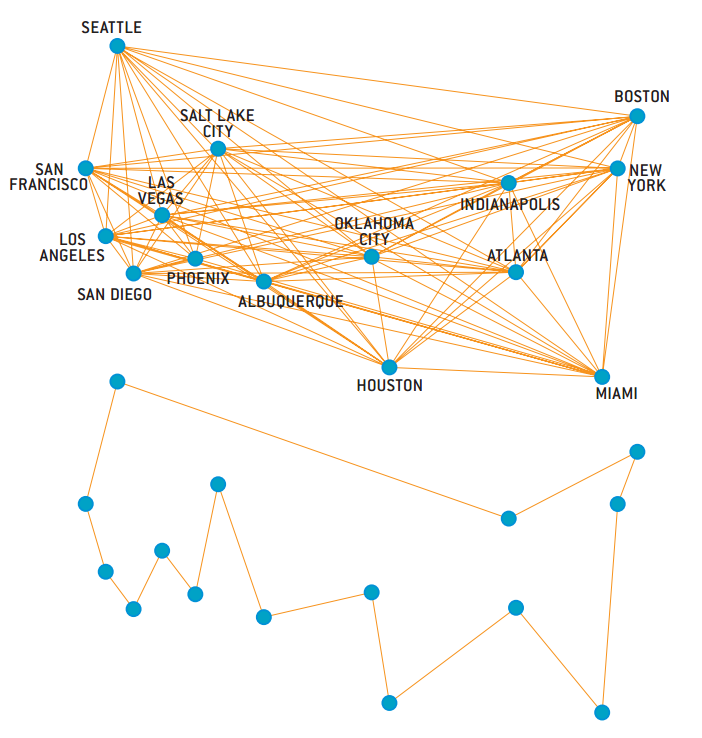 SEATTLE
BOSTON
SALT LAKE
CITY
SAN
FRANCISCO
LAS
VEGAS
NEW
YORK
INDIANAPOLIS
OKLAHOMA
CITY
LOS
ANGELES
ATLANTA
PHOENIX
SAN DIEGO
ALBUQUERQUE
HOUSTON
MIAMI